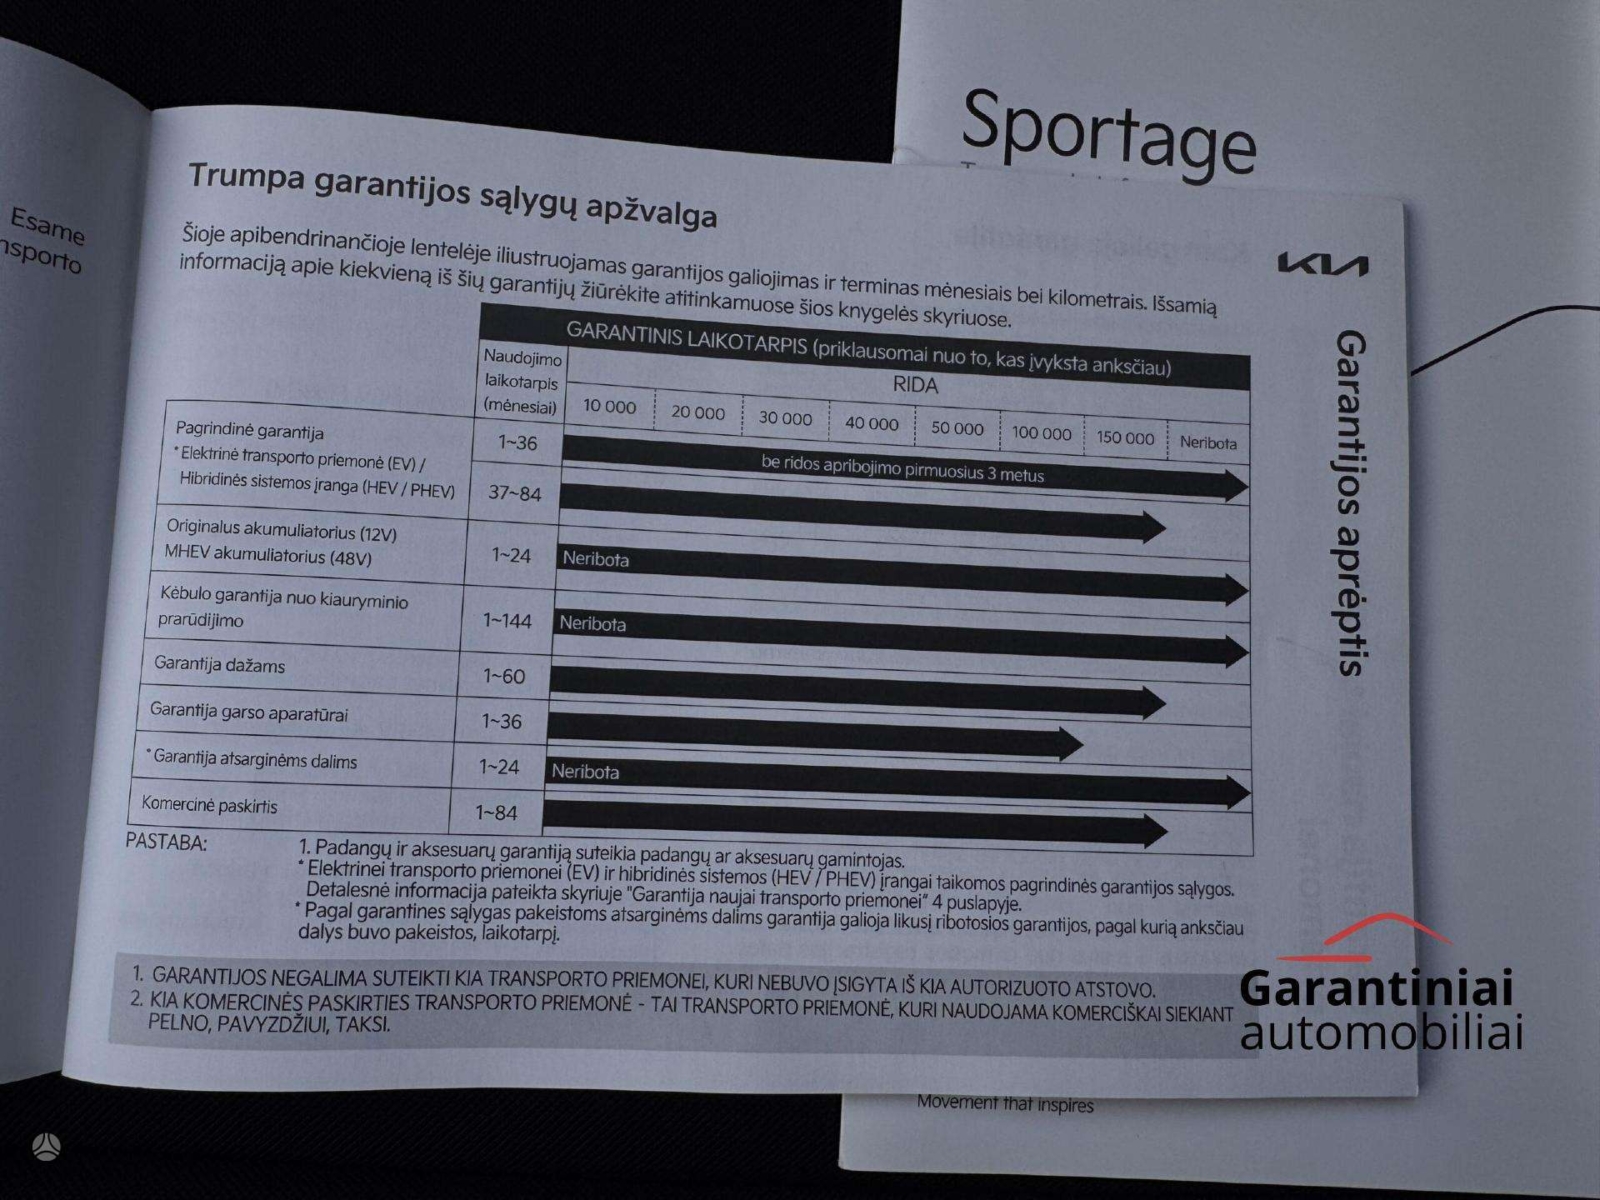 Sportage
Esame
nsporto
Trumpa garantijos sąlygų apžvalga
Šioje apibendrinančioje lentelėje iliustruojamas garantijos galiojimas ir terminas mėnesiais bei kilometrais. Išsamią
informaciją apie kiekvieną iš šių garantijų žiūrėkite atitinkamuose šios knygelės skyriuose.
KIA
Garantijos aprėptis
GARANTINIS LAIKOTARPIS (priklausomai nuo to, kas įvyksta anksčiau)
Naudojimo
laikotarpis
(mėnesiai)
RIDA
10 000 20 000 30 000 40 000 50 000 100 000 150 000 Neribota
Pagrindinė garantija
*Elektrinė transporto priemonė (EV) /
Hibridinės sistemos įranga (HEV / PHEV)
1~36 be ridos apribojimo pirmuosius 3 metus
37~84
Originalus akumuliatorius (12V)
MHEV akumuliatorius (48V)
1~24 Neribota
Kėbulo garantija nuo kiauryminio
prarūdijimo
1~144 Neribota
Garantija dažams 1~60
Garantija garso aparatūrai 1~36
*Garantija atsarginėms dalims 1~24 Neribota
Komercinė paskirtis 1~84
PASTABA: 1. Padangų ir aksesuarų garantiją suteikia padangų ar aksesuarų gamintojas.
* Elektrinei transporto priemonei (EV) ir hibridinės sistemos (HEV / PHEV) įrangai taikomos pagrindinės garantijos sąlygos.
Detalesnė informacija pateikta skyriuje "Garantija naujai transporto priemonei" 4 puslapyje.
* Pagal garantines sąlygas pakeistoms atsarginėms dalims garantija galioja likusį ribotosios garantijos, pagal kurią anksčiau
dalys buvo pakeistos, laikotarpį.
1. GARANTIJOS NEGALIMA SUTEIKTI KIA TRANSPORTO PRIEMONEI, KURI NEBUVO ĮSIGYTA IŠ KIA AUTORIZUOTO ATSTOVO.
2. KIA KOMERCINĖS PASKIRTIES TRANSPORTO PRIEMONĖ - TAI TRANSPORTO PRIEMONĖ, KURI NAUDOJAMA KOMERCIŠKAI SIEKIANT
PELNO, PAVYZDŽIUI, TAKSI.
Garantiniai
automobiliai
Movement that inspires